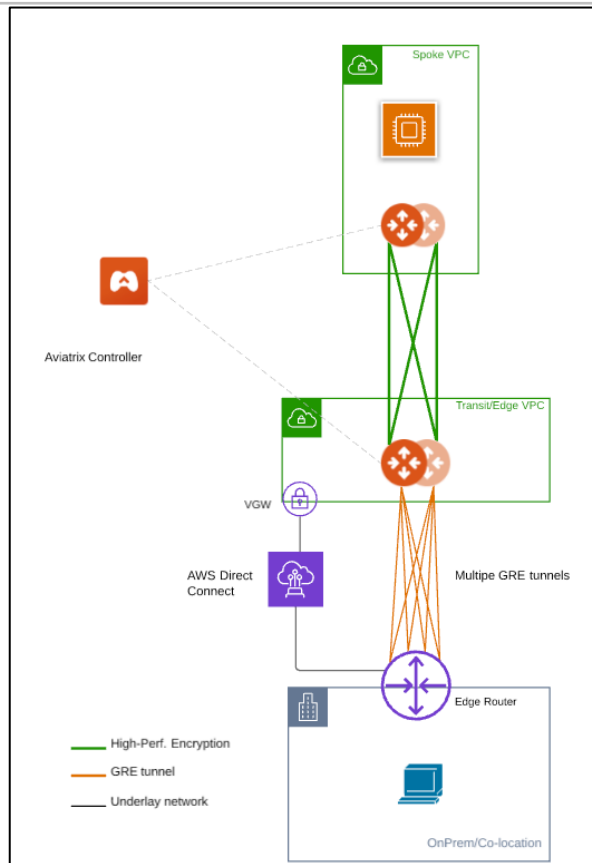 Spoke VPC
Aviatrix Controller
Transit/Edge VPC
VGW
AWS Direct
Connect
Multipe GRE tunnels
Edge Router
High-Perf. Encryption
GRE tunnel
Underlay network
OnPrem/Co-location